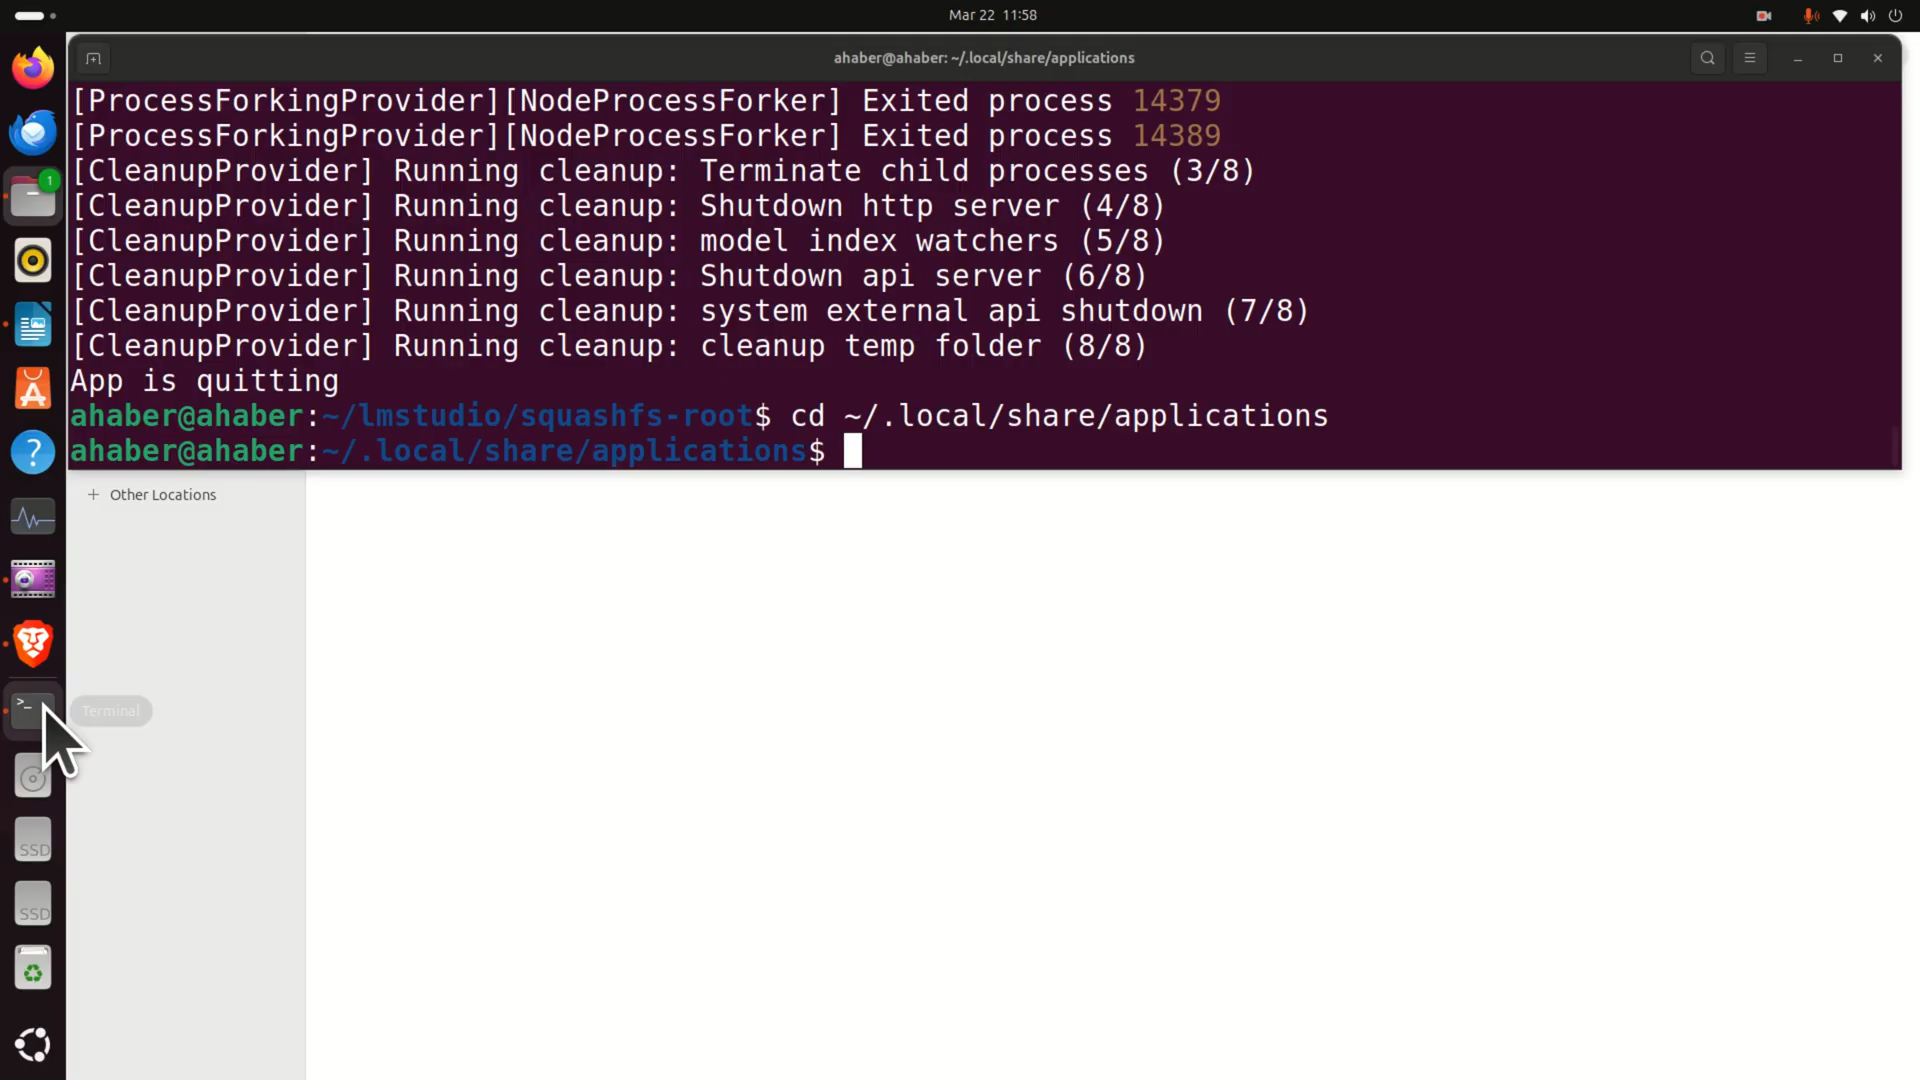 Mar 22 11:58
ahaber@ahaber: ~/.local/share/applications
[ProcessForkingProvider][NodeProcessForker] Exited process 14379
[ProcessForkingProvider][NodeProcessForker] Exited process 14389
[CleanupProvider] Running cleanup: Terminate child processes (3/8)
[CleanupProvider] Running cleanup: Shutdown http server (4/8)
[CleanupProvider] Running cleanup: model index watchers (5/8)
[CleanupProvider] Running cleanup: Shutdown api server (6/8)
[CleanupProvider] Running cleanup: system external api shutdown (7/8)
[CleanupProvider] Running cleanup: cleanup temp folder (8/8)
App is quitting
ahaber@ahaber:~/lmstudio/squashfs-root$ cd ~/.local/share/applications
ahaber@ahaber:~/.local/share/applications$
1
+ Other Locations
>_
Terminal
SSD
SSD